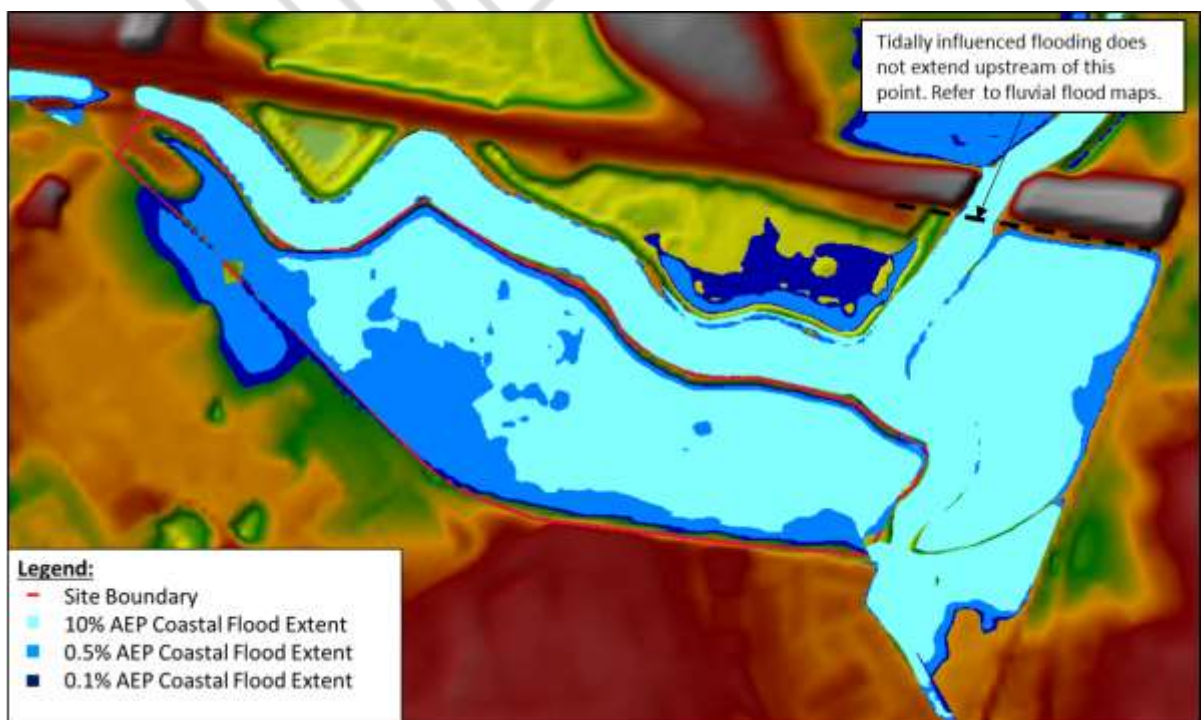 Tidally influenced flooding does
not extend upstream of this
point. Refer to fluvial flood maps.
Legend:
Site Boundary
10% AEP Coastal Flood Extent
0.5% AEP Coastal Flood Extent
0.1% AEP Coastal Flood Extent